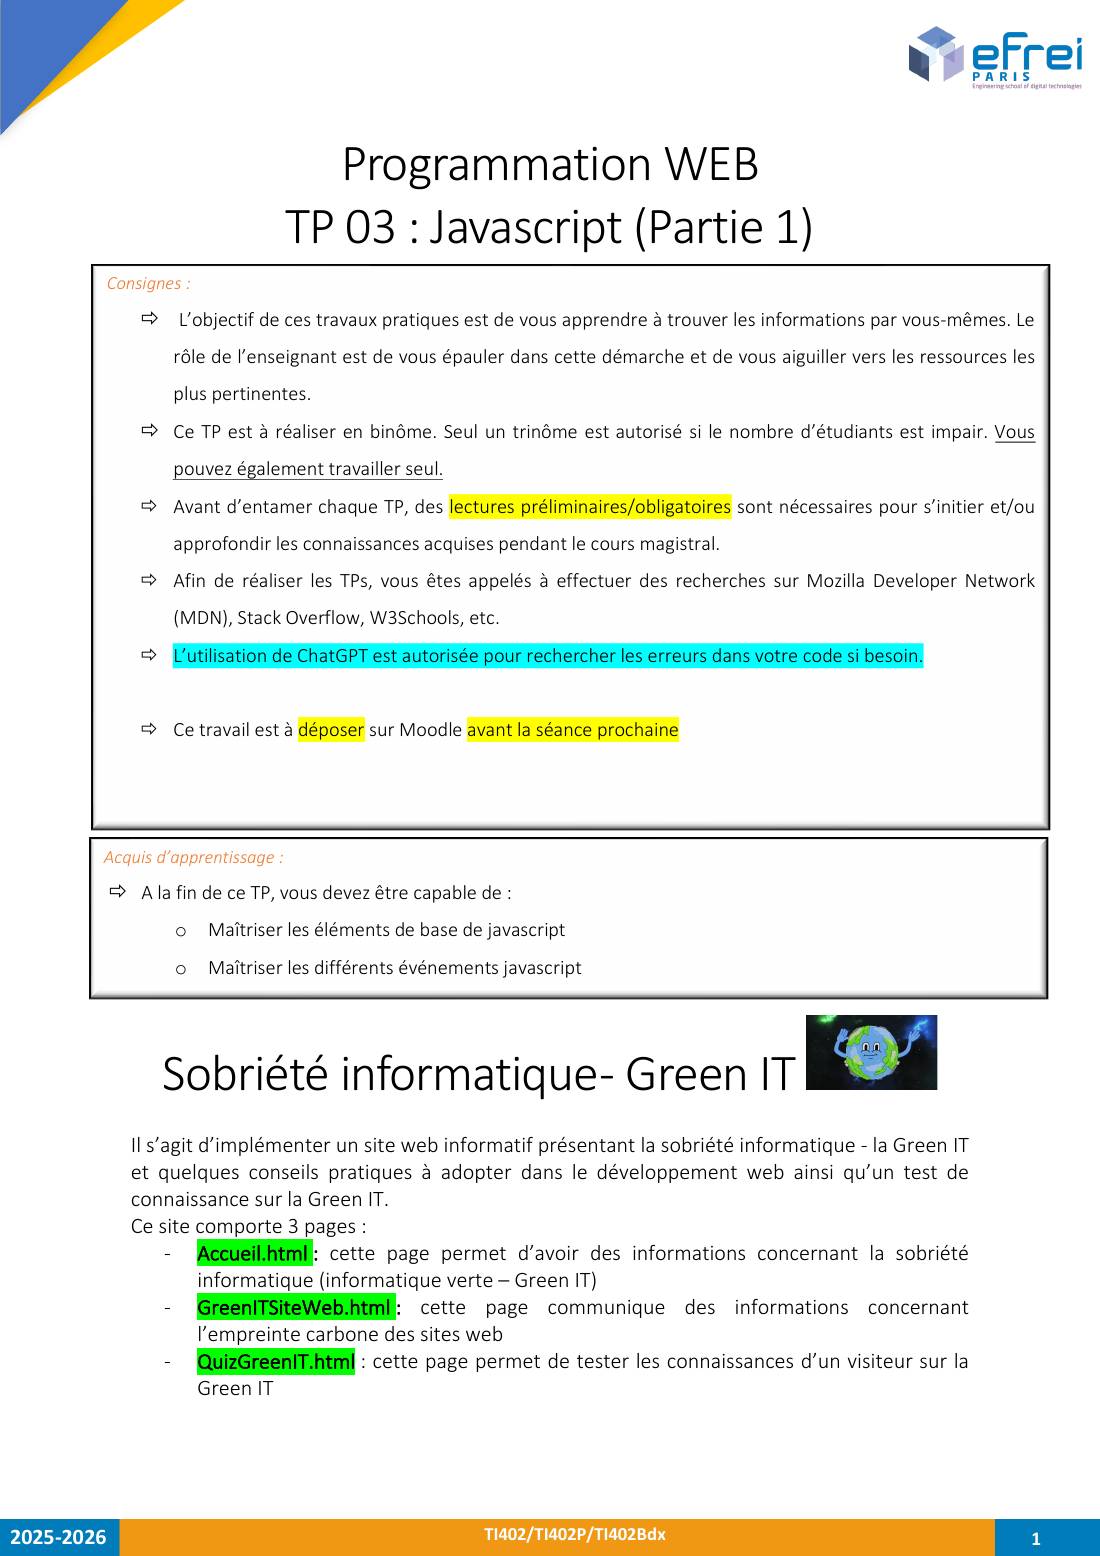 efrei
PARIS
Engineering school of digital technologies
Programmation WEB
TP 03 : Javascript (Partie 1)
Consignes :
⇨ L’objectif de ces travaux pratiques est de vous apprendre à trouver les informations par vous-mêmes. Le
rôle de l’enseignant est de vous épauler dans cette démarche et de vous aiguiller vers les ressources les
plus pertinentes.
⇨ Ce TP est à réaliser en binôme. Seul un trinôme est autorisé si le nombre d’étudiants est impair. Vous
pouvez également travailler seul.
⇨ Avant d’entamer chaque TP, des lectures préliminaires/obligatoires sont nécessaires pour s’initier et/ou
approfondir les connaissances acquises pendant le cours magistral.
⇨ Afin de réaliser les TPs, vous êtes appelés à effectuer des recherches sur Mozilla Developer Network
(MDN), Stack Overflow, W3Schools, etc.
⇨ L’utilisation de ChatGPT est autorisée pour rechercher les erreurs dans votre code si besoin.
⇨ Ce travail est à déposer sur Moodle avant la séance prochaine
Acquis d’apprentissage :
⇨ A la fin de ce TP, vous devez être capable de :
o Maîtriser les éléments de base de javascript
o Maîtriser les différents événements javascript
Sobriété informatique- Green IT
Il s’agit d’implémenter un site web informatif présentant la sobriété informatique - la Green IT
et quelques conseils pratiques à adopter dans le développement web ainsi qu’un test de
connaissance sur la Green IT.
Ce site comporte 3 pages :
- Accueil.html : cette page permet d’avoir des informations concernant la sobriété
informatique (informatique verte – Green IT)
- GreenITSiteWeb.html : cette page communique des informations concernant
l’empreinte carbone des sites web
- QuizGreenIT.html : cette page permet de tester les connaissances d’un visiteur sur la
Green IT
2025-2026
TI402/TI402P/TI402Bdx
1